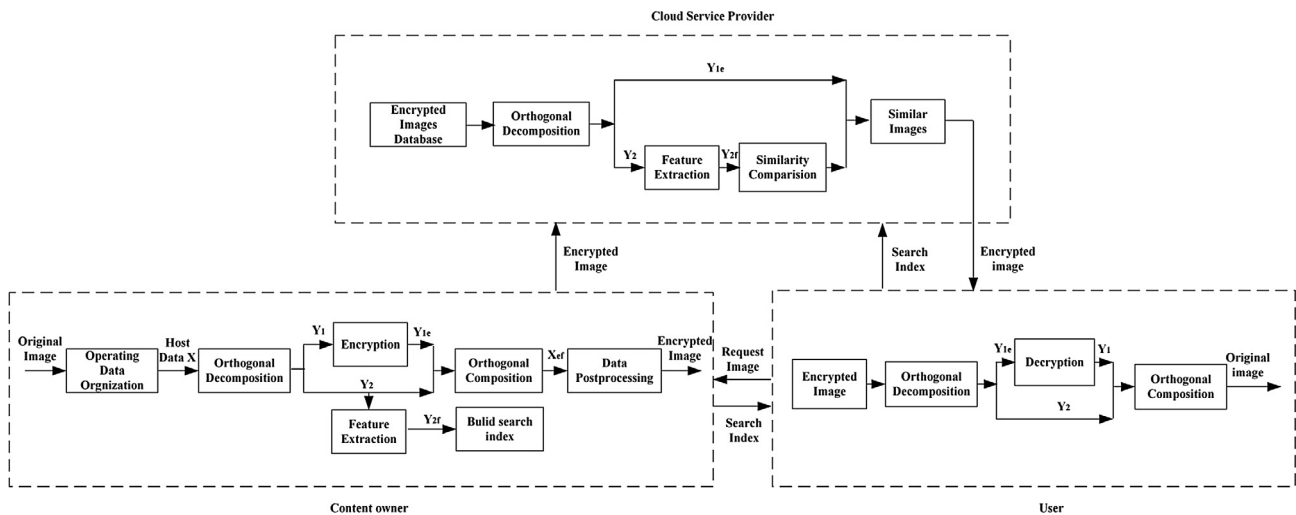 Cloud Service Provider
Y1e
Encrypted
Images
Database
Orthogonal
Decomposition
Similar
Images
Y2
Feature
Extraction
Y2f
Similarity
Comparision
Encrypted
Image
Search
Index
Encrypted
image
Original
Image
Operating
Data
Orgnization
Host
Data X
Orthogonal
Decomposition
Y1
Encryption
Y1e
Y2
Orthogonal
Composition
Xef
Data
Postprocessing
Encrypted
Image
Feature
Extraction
Y2f
Bulid search
index
Request
Image
Search
Index
Encrypted
Image
Orthogonal
Decomposition
Y1e
Decryption
Y1
Y2
Orthogonal
Composition
Original
image
Content owner
User